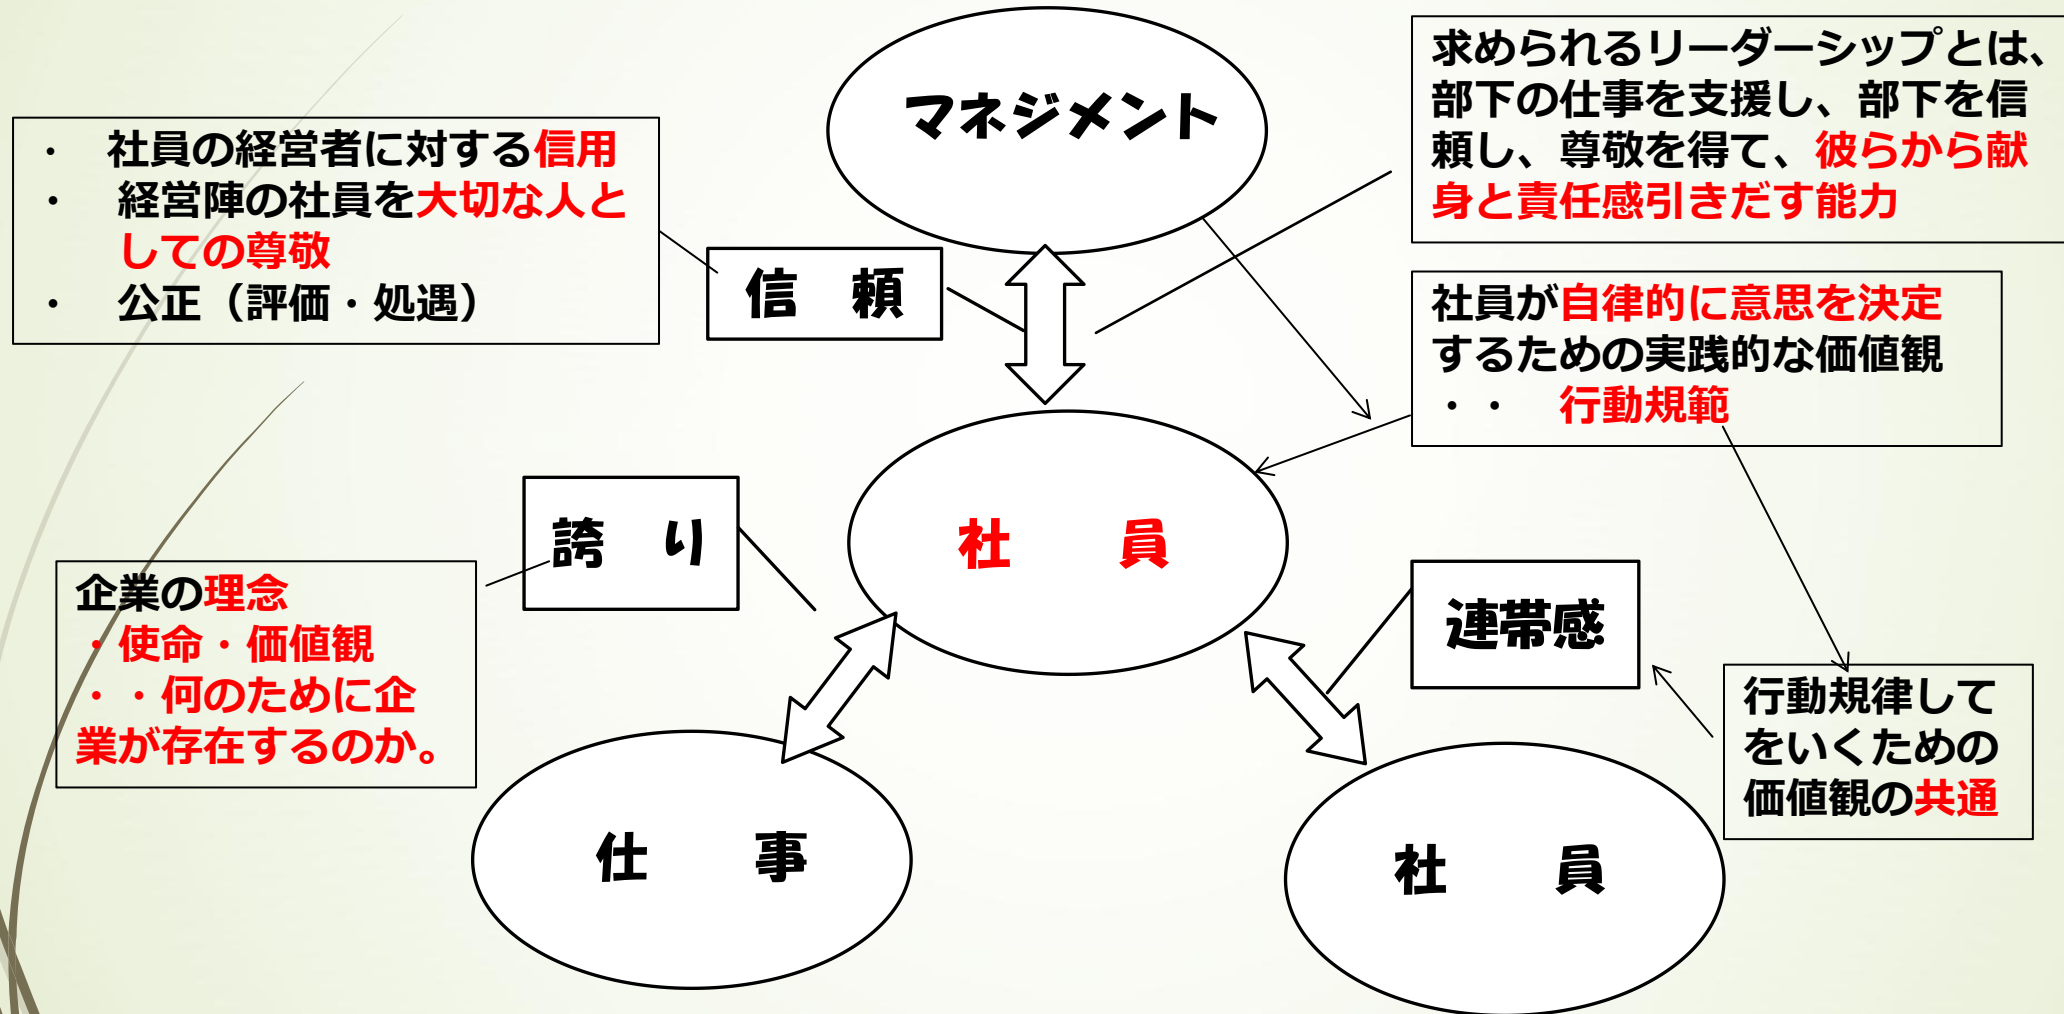 マネジメント
求められるリーダーシップとは、
部下の仕事を支援し、部下を信
頼し、尊敬を得て、彼らから献
身と責任感引きだす能力
・　社員の経営者に対する信用
・　経営陣の社員を大切な人と
しての尊敬
・　公正（評価・処遇）
信　頼
社員が自律的に意思を決定
するための実践的な価値観
・・　行動規範
誇　り
社　員
企業の理念
・使命・価値観
・・何のために企
業が存在するのか。
連帯感
行動規律して
をいくための
価値観の共通
仕　事
社　員